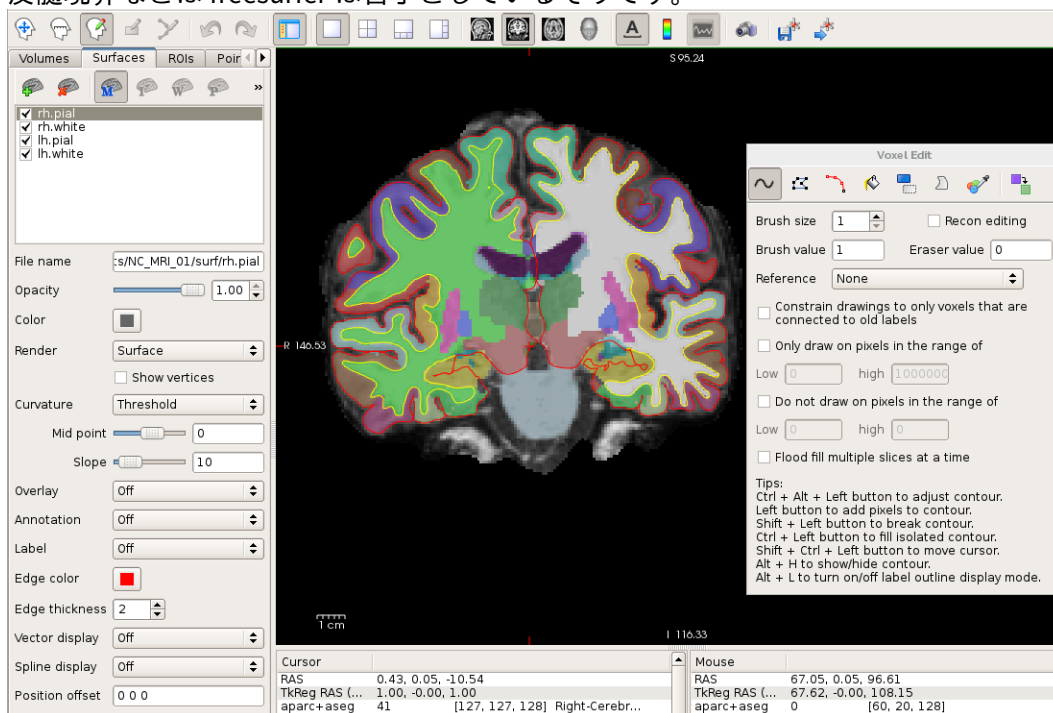 Volumes Surfaces ROIs Poir
rh.pial
rh.white
lh.pial
lh.white
File name :s/NC_MRI_01/surf/rh.pial
Opacity 1.00
Color
Render Surface
Show vertices
Curvature Threshold
Mid point 0
Slope 10
Overlay Off
Annotation Off
Label Off
Edge color
Edge thickness 2
Vector display Off
Spline display Off
Position offset 0 0 0
S 95.24
R 146.53
1 cm
I 116.33
Voxel Edit
Brush size 1 Recon editing
Brush value 1 Eraser value 0
Reference None
Constrain drawings to only voxels that are
connected to old labels
Only draw on pixels in the range of
Low 0 high 1000000
Do not draw on pixels in the range of
Low 0 high 0
Flood fill multiple slices at a time
Tips:
Ctrl + Alt + Left button to adjust contour.
Left button to add pixels to contour.
Shift + Left button to break contour.
Ctrl + Left button to fill isolated contour.
Shift + Ctrl + Left button to move cursor.
Alt + H to show/hide contour.
Alt + L to turn on/off label outline display mode.
Cursor
RAS 0.43, 0.05, -10.54
TkReg RAS (... 1.00, -0.00, 1.00
aparc+aseg 41 [127, 127, 128] Right-Cerebr...
Mouse
RAS 67.05, 0.05, 96.61
TkReg RAS (... 67.62, -0.00, 108.15
aparc+aseg 0 [60, 20, 128]